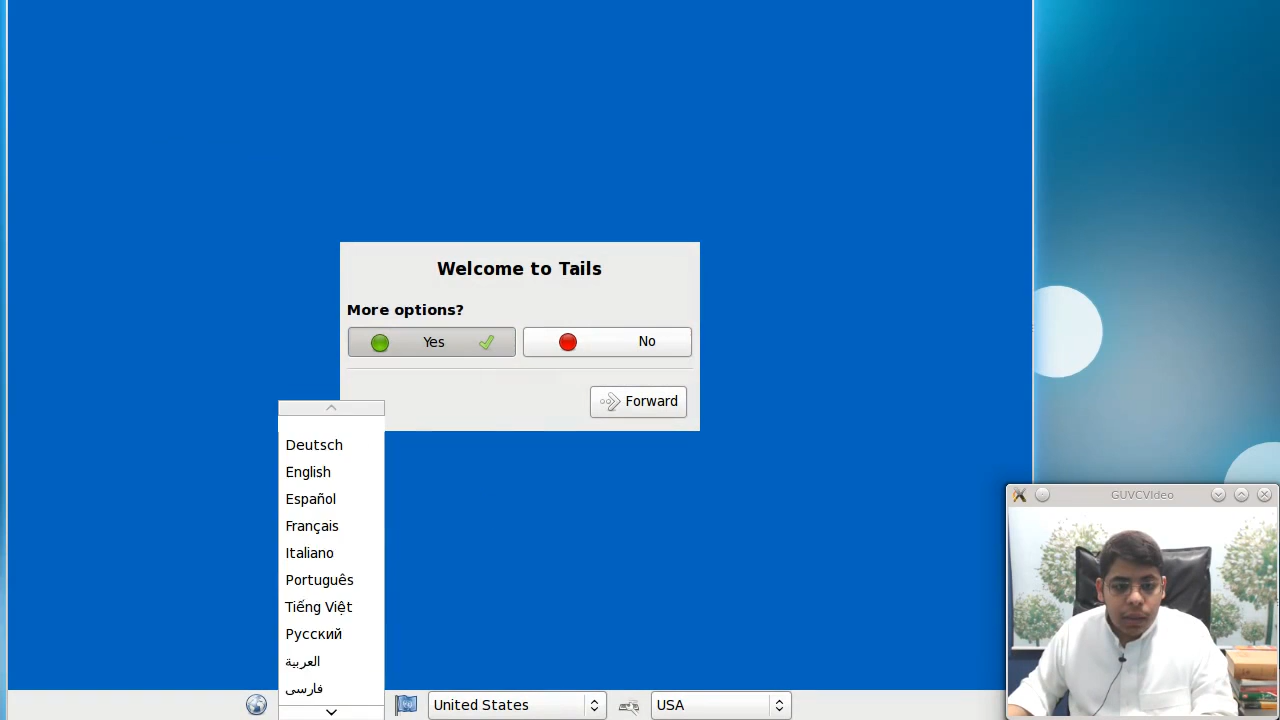 Welcome to Tails
More options?
Yes
No
Forward
Deutsch
English
Español
Français
Italiano
Português
Tiếng Việt
Русский
العربية
فارسی
United States
USA
GUVCVIdeo